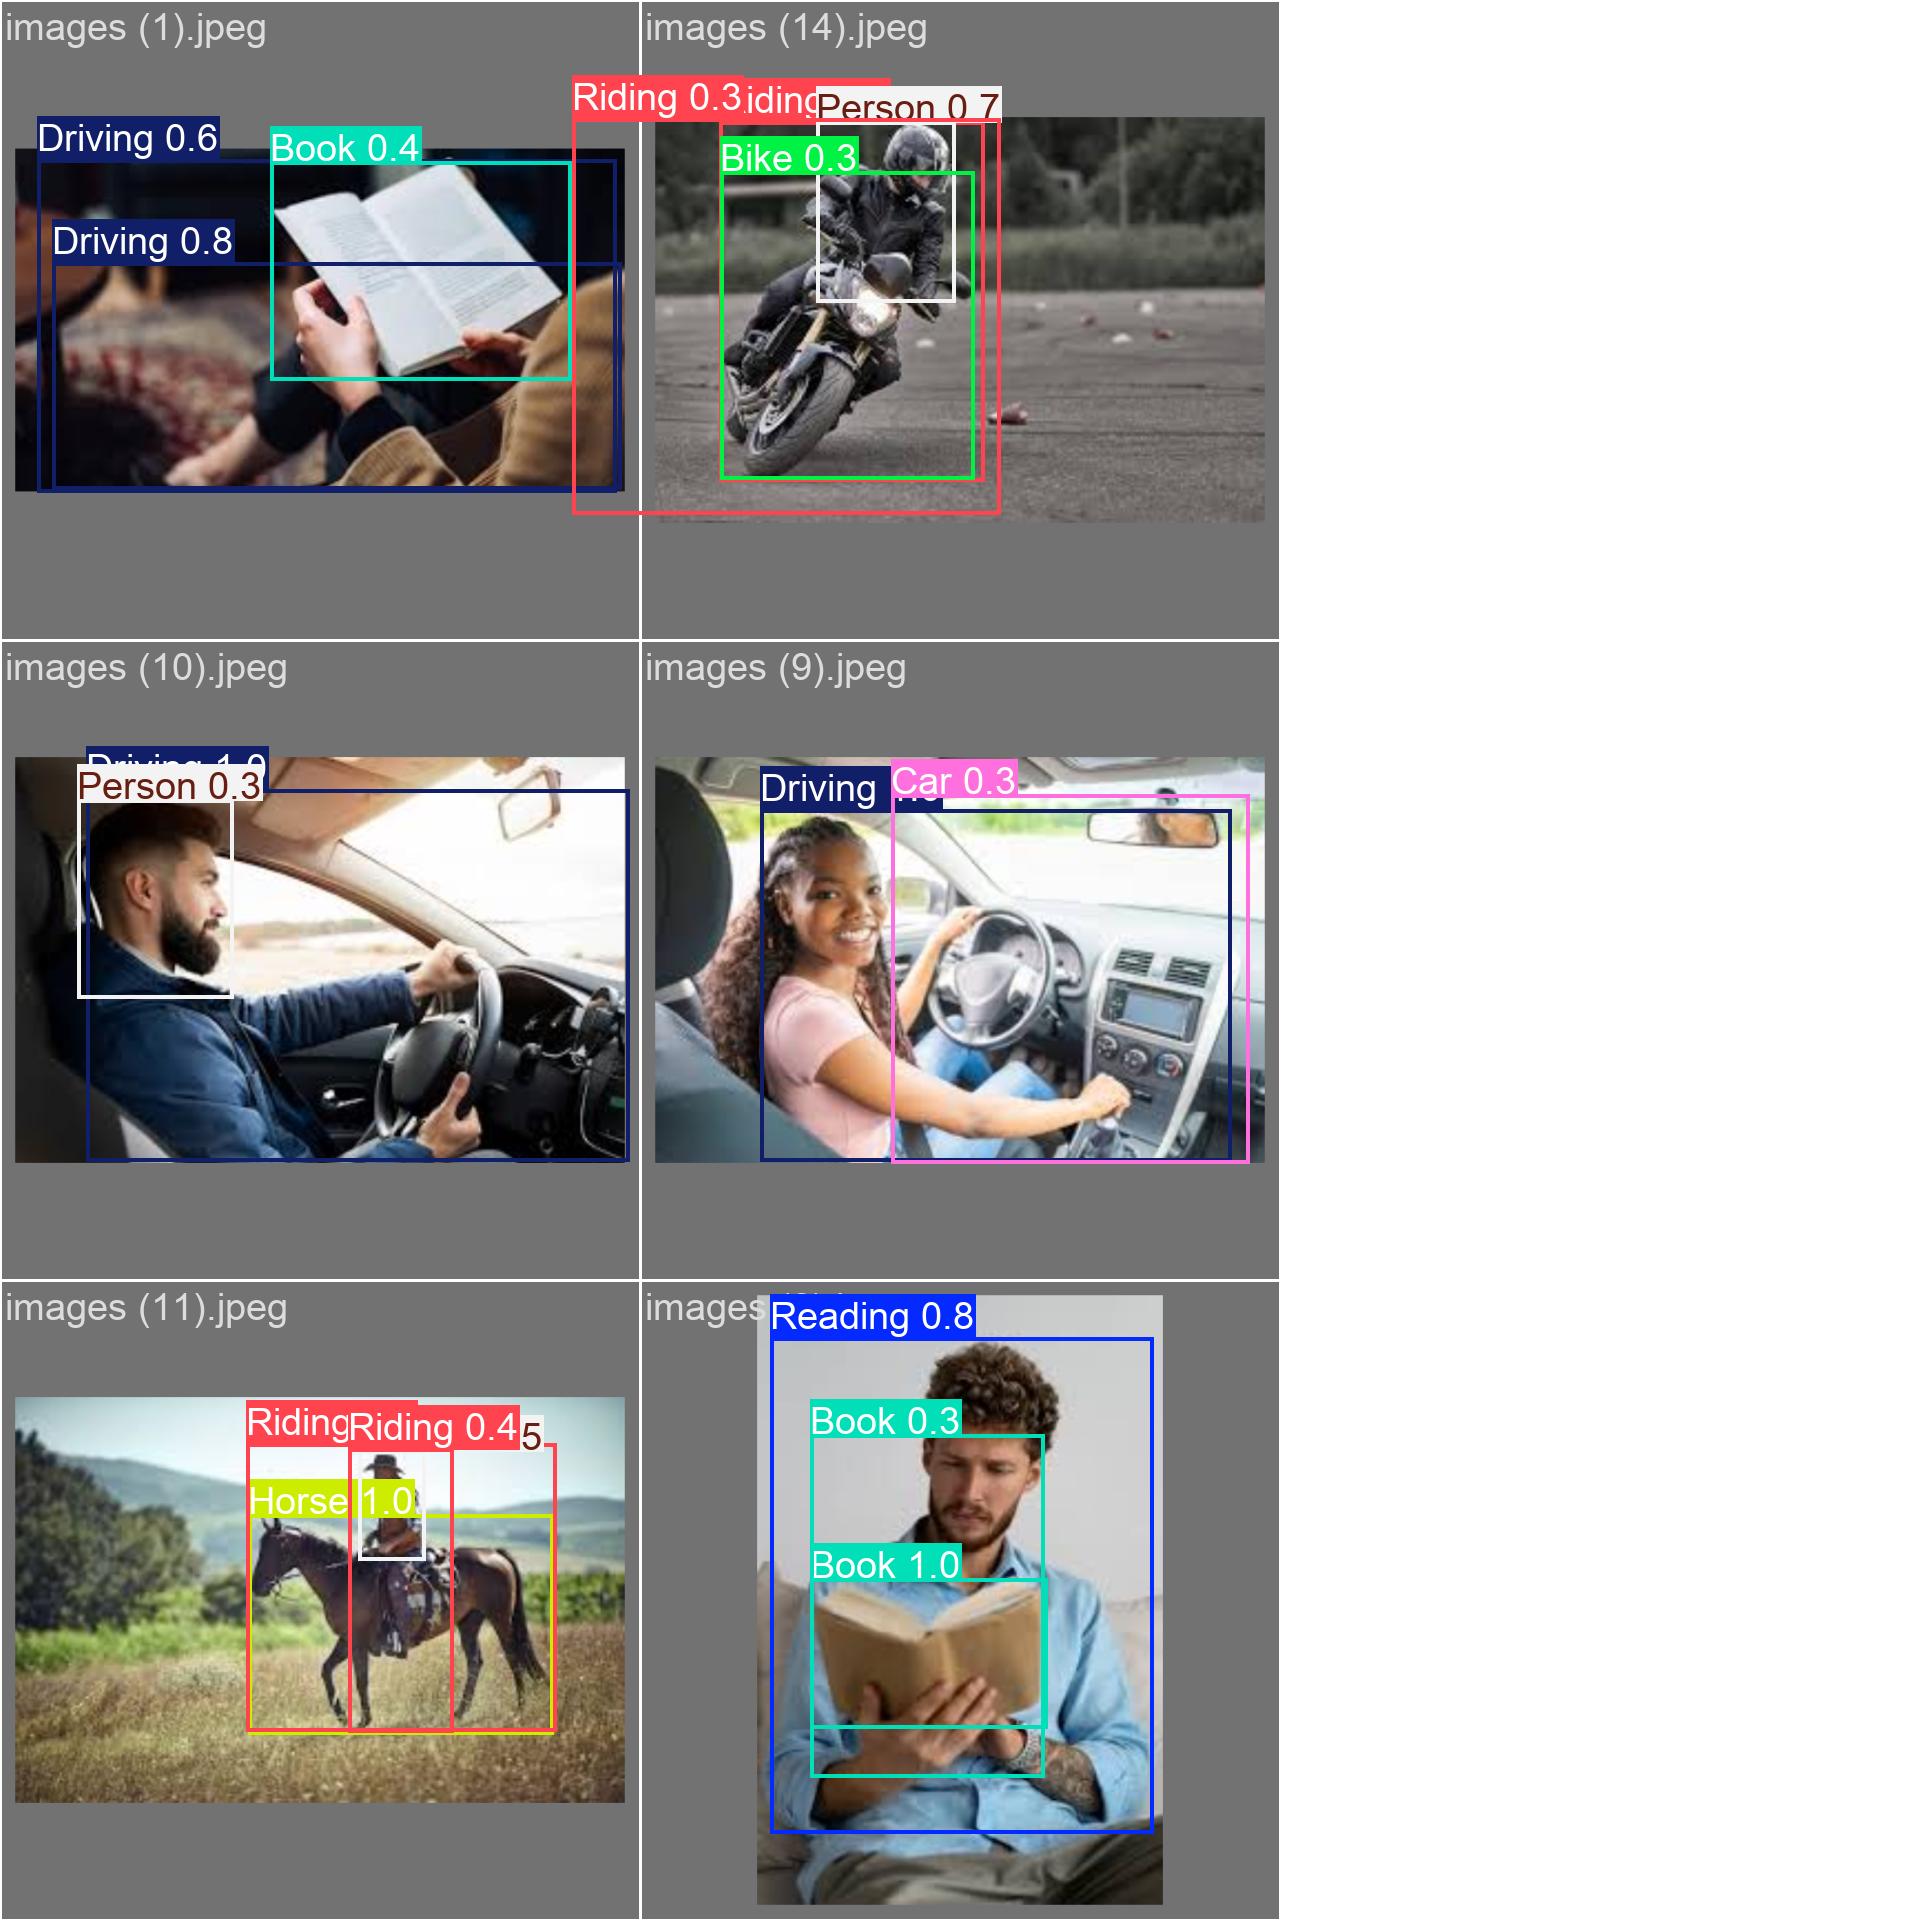 images (1).jpeg
images (14).jpeg
Riding 0.3
iding
Person 0.7
Driving 0.6
Book 0.4
Bike 0.3
Driving 0.8
images (10).jpeg
images (9).jpeg
Driving 1.0
Person 0.3
Driving
Car 0.3
images (11).jpeg
images
Reading 0.8
Riding
Riding 0.4
5
Book 0.3
Horse 1.0
Book 1.0